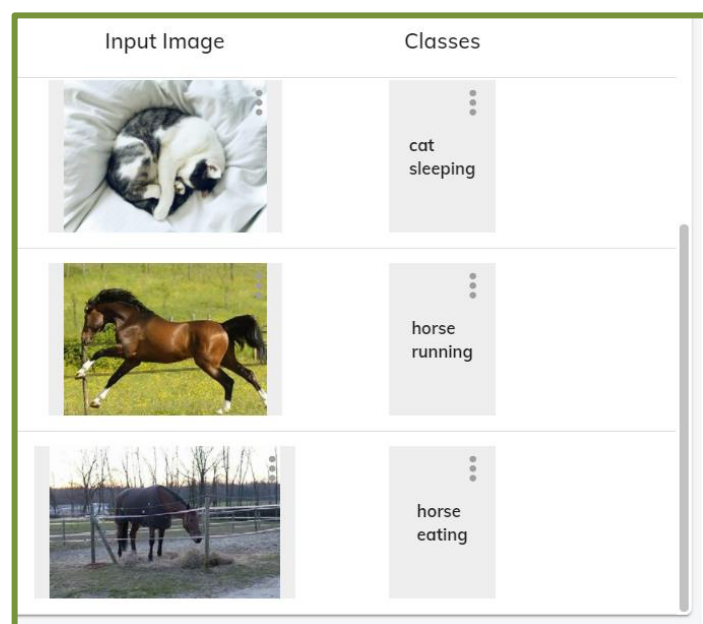 Input Image Classes
cat
sleeping
horse
running
horse
eating